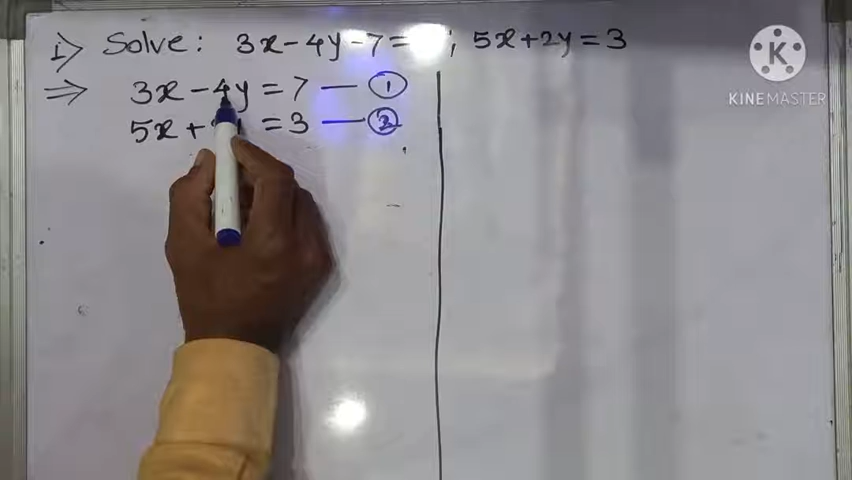 1) Solve: 3x-4y-7= ; 5x+2y=3
⇒ 3x-4y=7 — ①
5x+ =3 — ②
KINEMASTER